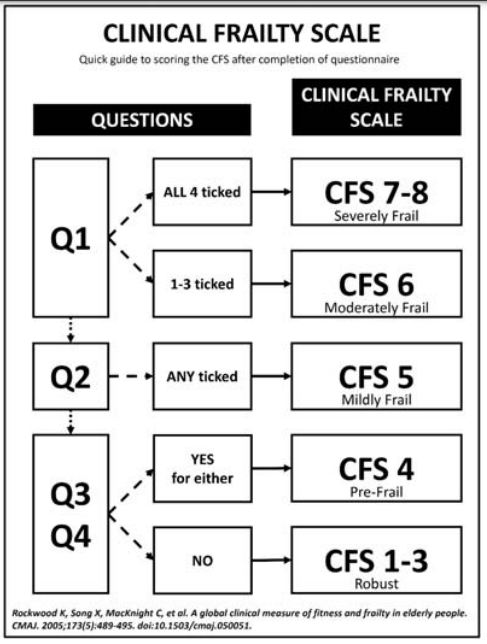 CLINICAL FRAILTY SCALE
Quick guide to scoring the CFS after completion of questionnaire
QUESTIONS
CLINICAL FRAILTY
SCALE
Q1
ALL 4 ticked
CFS 7-8
Severely Frail
1-3 ticked
CFS 6
Moderately Frail
Q2
ANY ticked
CFS 5
Mildly Frail
Q3
Q4
YES
for either
CFS 4
Pre-Frail
NO
CFS 1-3
Robust
Rockwood K, Song X, MacKnight C, et al. A global clinical measure of fitness and frailty in elderly people.
CMAJ. 2005;173(5):489-495. doi:10.1503/cmaj.050051.